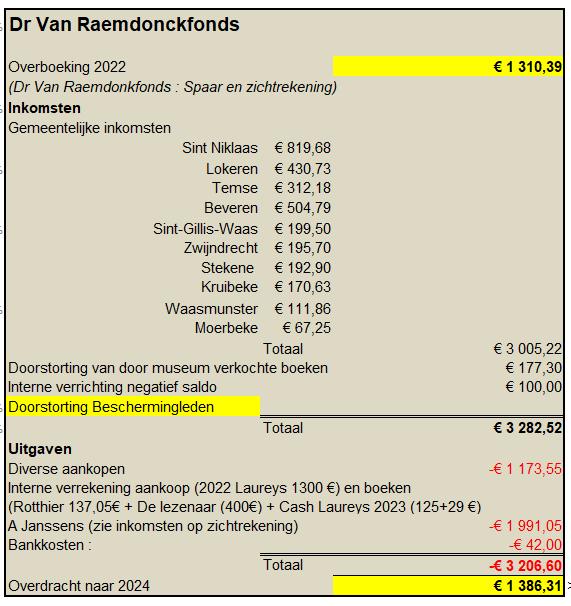 Dr Van Raemdonckfonds
Overboeking 2022 € 1 310,39
(Dr Van Raemdonkfonds : Spaar en zichtrekening)
Inkomsten
Gemeentelijke inkomsten
Sint Niklaas € 819,68
Lokeren € 430,73
Temse € 312,18
Beveren € 504,79
Sint-Gillis-Waas € 199,50
Zwijndrecht € 195,70
Stekene € 192,90
Kruibeke € 170,63
Waasmunster € 111,86
Moerbeke € 67,25
Totaal € 3 005,22
Doorstorting van door museum verkochte boeken € 177,30
Interne verrichting negatief saldo € 100,00
Doorstorting Beschermingleden
Totaal € 3 282,52
Uitgaven
Diverse aankopen -€ 1 173,55
Interne verrekening aankoop (2022 Laureys 1300 €) en boeken
(Rotthier 137,05€ + De lezenaar (400€) + Cash Laureys 2023 (125+29 €)
A Janssens (zie inkomsten op zichtrekening) -€ 1 991,05
Bankkosten : -€ 42,00
Totaal -€ 3 206,60
Overdracht naar 2024 € 1 386,31